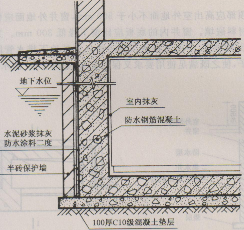 地下水位
室内抹灰
防水钢筋混凝土
水泥砂浆抹灰
防水涂料二度
半砖保护墙
100厚C10级混凝土垫层